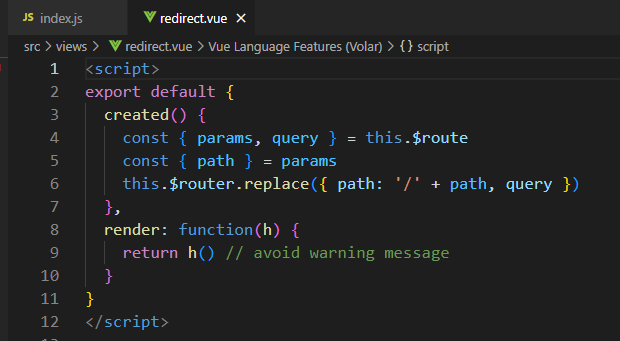 JS index.js redirect.vue ×
src > views > redirect.vue > Vue Language Features (Volar) > {} script
1 <script>
2 export default {
3   created() {
4     const { params, query } = this.$route
5     const { path } = params
6     this.$router.replace({ path: '/' + path, query })
7   },
8   render: function(h) {
9     return h() // avoid warning message
10   }
11 }
12 </script>